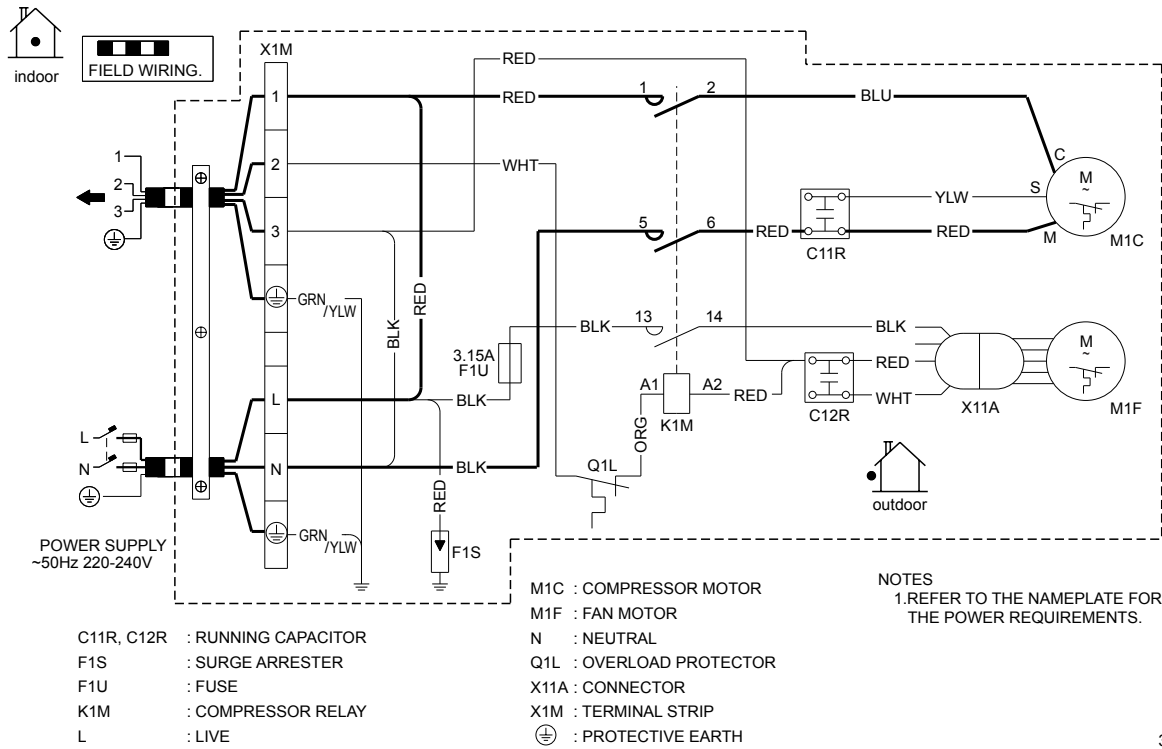 indoor
FIELD WIRING.
X1M
RED
1
RED
1
2
BLU
1
2
3
2
WHT
C
M
~
S
YLW
M1C
3
5
6
RED
C11R
RED
M
GRN
/YLW
BLK
RED
13
14
BLK
BLK
3.15A
F1U
RED
M
~
L
BLK
A1
A2
RED
K1M
C12R
WHT
X11A
M1F
ORG
L
N
N
BLK
Q1L
RED
outdoor
GRN
/YLW
F1S
POWER SUPPLY
~50Hz 220-240V
C11R, C12R : RUNNING CAPACITOR
F1S : SURGE ARRESTER
F1U : FUSE
K1M : COMPRESSOR RELAY
L : LIVE
M1C : COMPRESSOR MOTOR
M1F : FAN MOTOR
N : NEUTRAL
Q1L : OVERLOAD PROTECTOR
X11A : CONNECTOR
X1M : TERMINAL STRIP
: PROTECTIVE EARTH
NOTES
1.REFER TO THE NAMEPLATE FOR
THE POWER REQUIREMENTS.